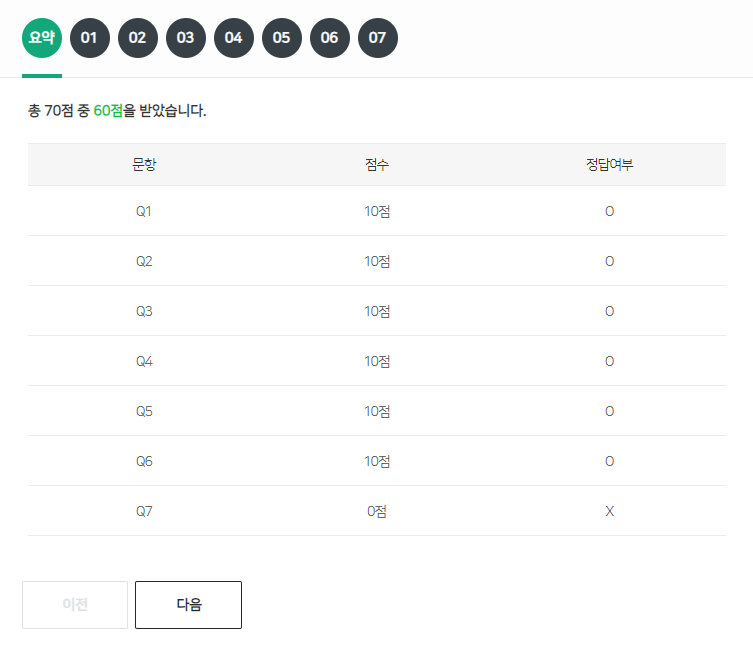 요약 01 02 03 04 05 06 07
총 70점 중 60점을 받았습니다.
문항 점수 정답여부
Q1 10점 O
Q2 10점 O
Q3 10점 O
Q4 10점 O
Q5 10점 O
Q6 10점 O
Q7 0점 X
이전 다음